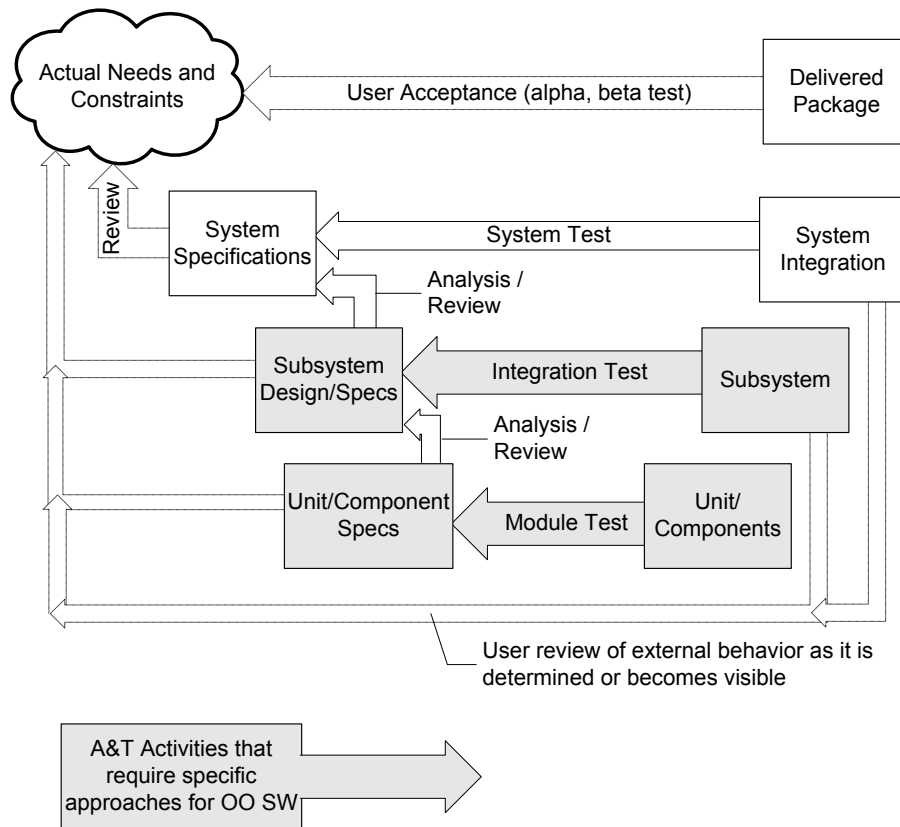 Actual Needs and
Constraints
User Acceptance (alpha, beta test)
Delivered
Package
Review
System
Specifications
System Test
System
Integration
Analysis /
Review
Subsystem
Design/Specs
Integration Test
Subsystem
Analysis /
Review
Unit/Component
Specs
Module Test
Unit/
Components
User review of external behavior as it is
determined or becomes visible
A&T Activities that
require specific
approaches for OO SW